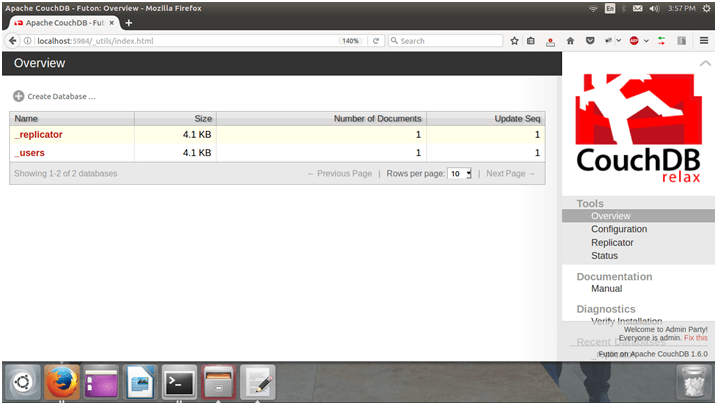 Apache CouchDB - Futon: Overview - Mozilla Firefox
En
3:57 PM
Apache CouchDB - Fut
localhost:5984/_utils/index.html
140%
Search
ABP
Overview
Create Database ...
Name Size Number of Documents Update Seq
_replicator 4.1 KB 1 1
_users 4.1 KB 1 1
Showing 1-2 of 2 databases ← Previous Page | Rows per page: 10 | Next Page →
CouchDB
relax
Tools
Overview
Configuration
Replicator
Status
Documentation
Manual
Diagnostics
Verify Installation
Recent Databases
Welcome to Admin Party!
Everyone is admin. Fix this
Futon on Apache CouchDB 1.6.0